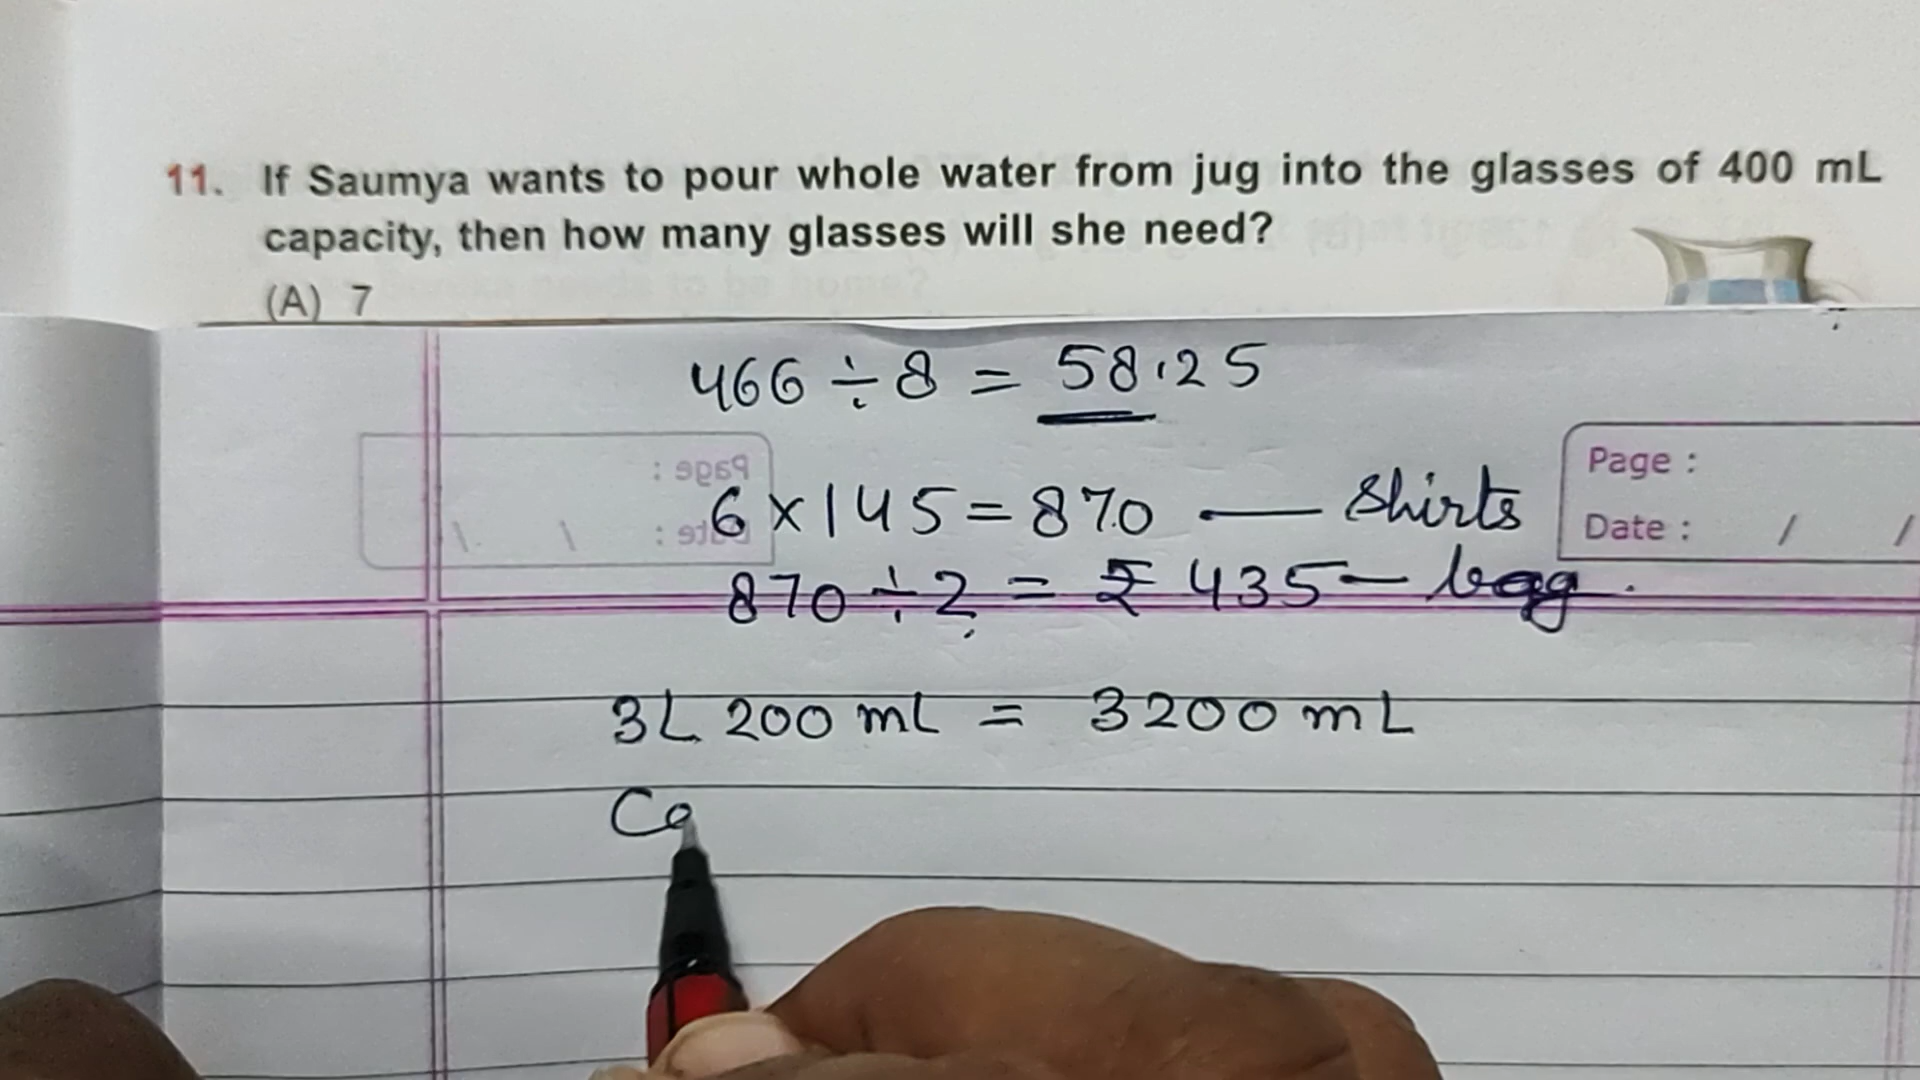 11. If Saumya wants to pour whole water from jug into the glasses of 400 mL
capacity, then how many glasses will she need?
(A) 7
466 ÷ 8 = 58.25
Page :
Date : / /
6 × 145 = 870 — Shirts
870 ÷ 2 = ₹ 435 — bag.
3L 200 mL = 3200 mL
Ca